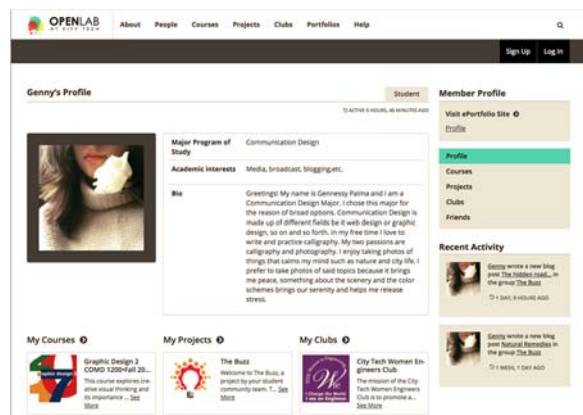 OPENLAB
AT CITY TECH
About People Courses Projects Clubs Portfolios Help
Sign Up Log In
Genny's Profile
Student
ACTIVE 5 HOURS, 46 MINUTES AGO
Major Program of Study
Communication Design
Academic interests
Media, broadcast, blogging,etc.
Bio
Greetings! My name is Gennessy Palma and I am a
Communication Design Major. I chose this major for
the reason of broad options. Communication Design is
made up of different fields be it web design or graphic
design, so on and so forth. In my free time I love to
write and practice calligraphy. My two passions are
calligraphy and photography. I enjoy taking photos of
things that calms my mind such as nature and city life. I
prefer to take photos of said topics because it brings
me peace, something about the scenery and the color
schemes brings our serenity and helps me release
stress.
Member Profile
Visit ePortfolio Site
Profile
Profile
Courses
Projects
Clubs
Friends
Recent Activity
Genny wrote a new blog
post The hidden road... in
the group The Buzz
1 DAY, 9 HOURS AGO
Genny wrote a new blog
post Natural Remedies in
the group The Buzz
1 WEEK, 1 DAY AGO
My Courses
Graphic design 2
Graphic Design 2
COMD 1200•Fall 20...
This course explores cre-
ative visual thinking and
its importance ... See
More
My Projects
The Buzz
Welcome to The Buzz, a
project by your student
community team. T... See
More
My Clubs
City Tech Women En-
gineers Club
The mission of the City
Tech Women Engineers
Club is to promote a...
See More